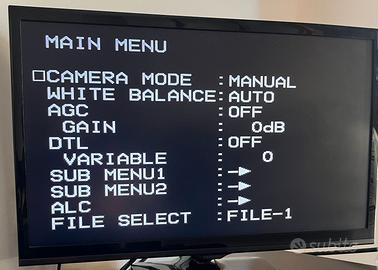 MAIN MENU
□CAMERA MODE :MANUAL
WHITE BALANCE:AUTO
AGC :OFF
GAIN : 0dB
DTL :OFF
VARIABLE : 0
SUB MENU1 :→
SUB MENU2 :→
ALC :→
FILE SELECT :FILE-1
subito